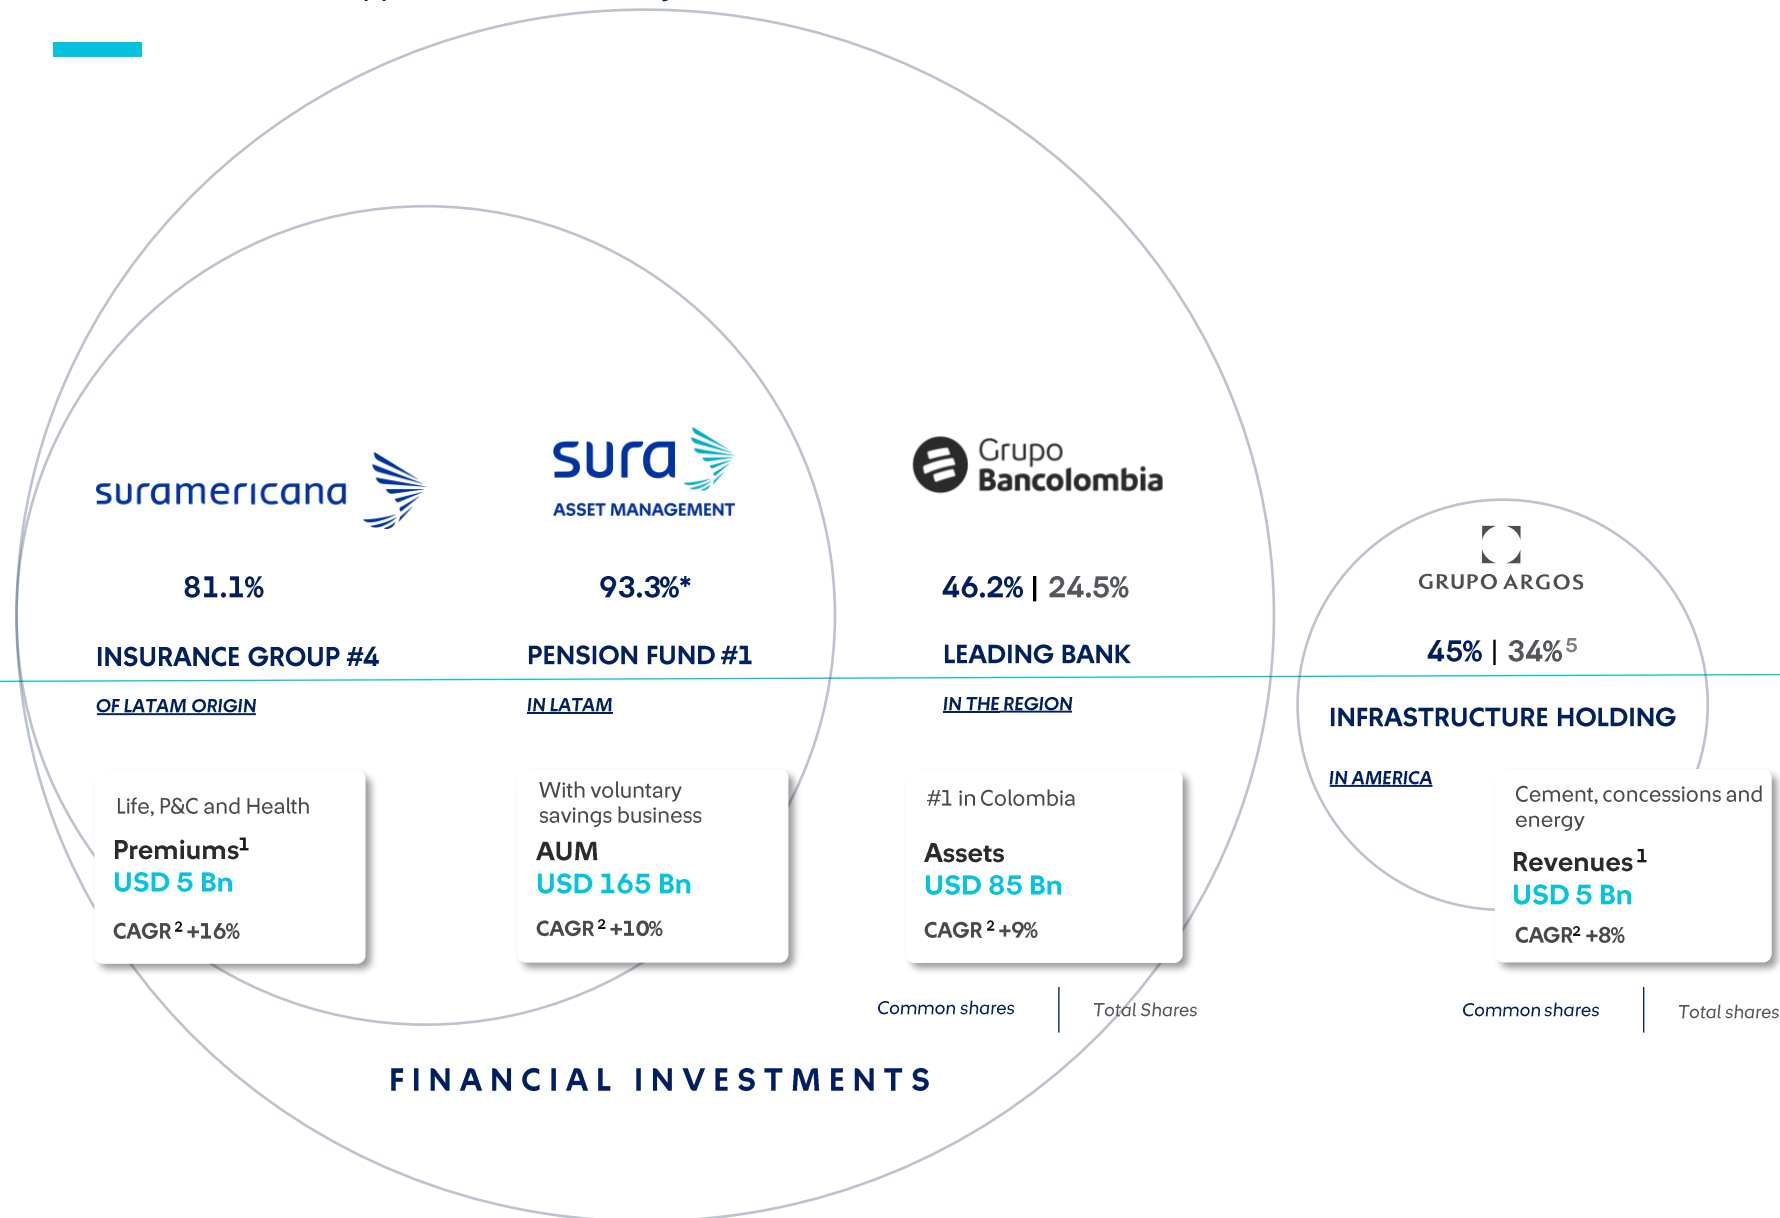 suramericana
81.1%
INSURANCE GROUP #4
OF LATAM ORIGIN
Life, P&C and Health
Premiums¹
USD 5 Bn
CAGR² +16%
sura
ASSET MANAGEMENT
93.3%*
PENSION FUND #1
IN LATAM
With voluntary
savings business
AUM
USD 165 Bn
CAGR² +10%
Grupo
Bancolombia
46.2% | 24.5%
LEADING BANK
IN THE REGION
#1 in Colombia
Assets
USD 85 Bn
CAGR² +9%
Common shares | Total Shares
GRUPO ARGOS
45% | 34%⁵
INFRASTRUCTURE HOLDING
IN AMERICA
Cement, concessions and
energy
Revenues¹
USD 5 Bn
CAGR² +8%
Common shares | Total shares
FINANCIAL INVESTMENTS